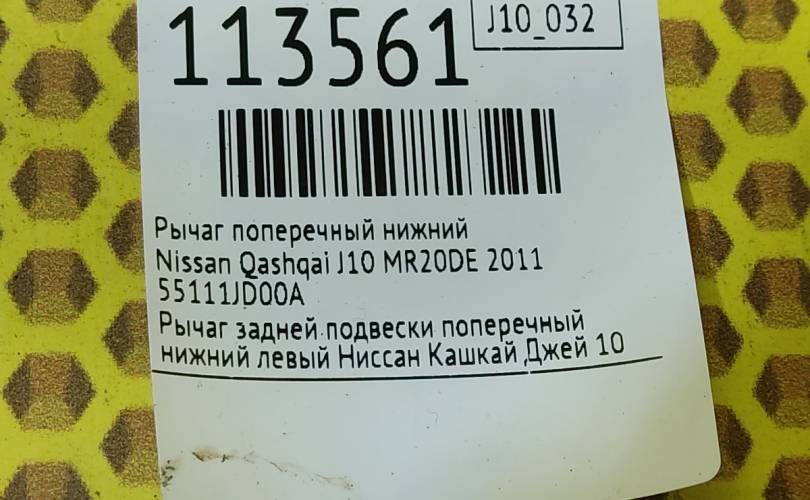 113561
J10_032
Рычаг поперечный нижний
Nissan Qashqai J10 MR20DE 2011
55111JD00A
Рычаг задней подвески поперечный
нижний левый Ниссан Кашкай Джей 10